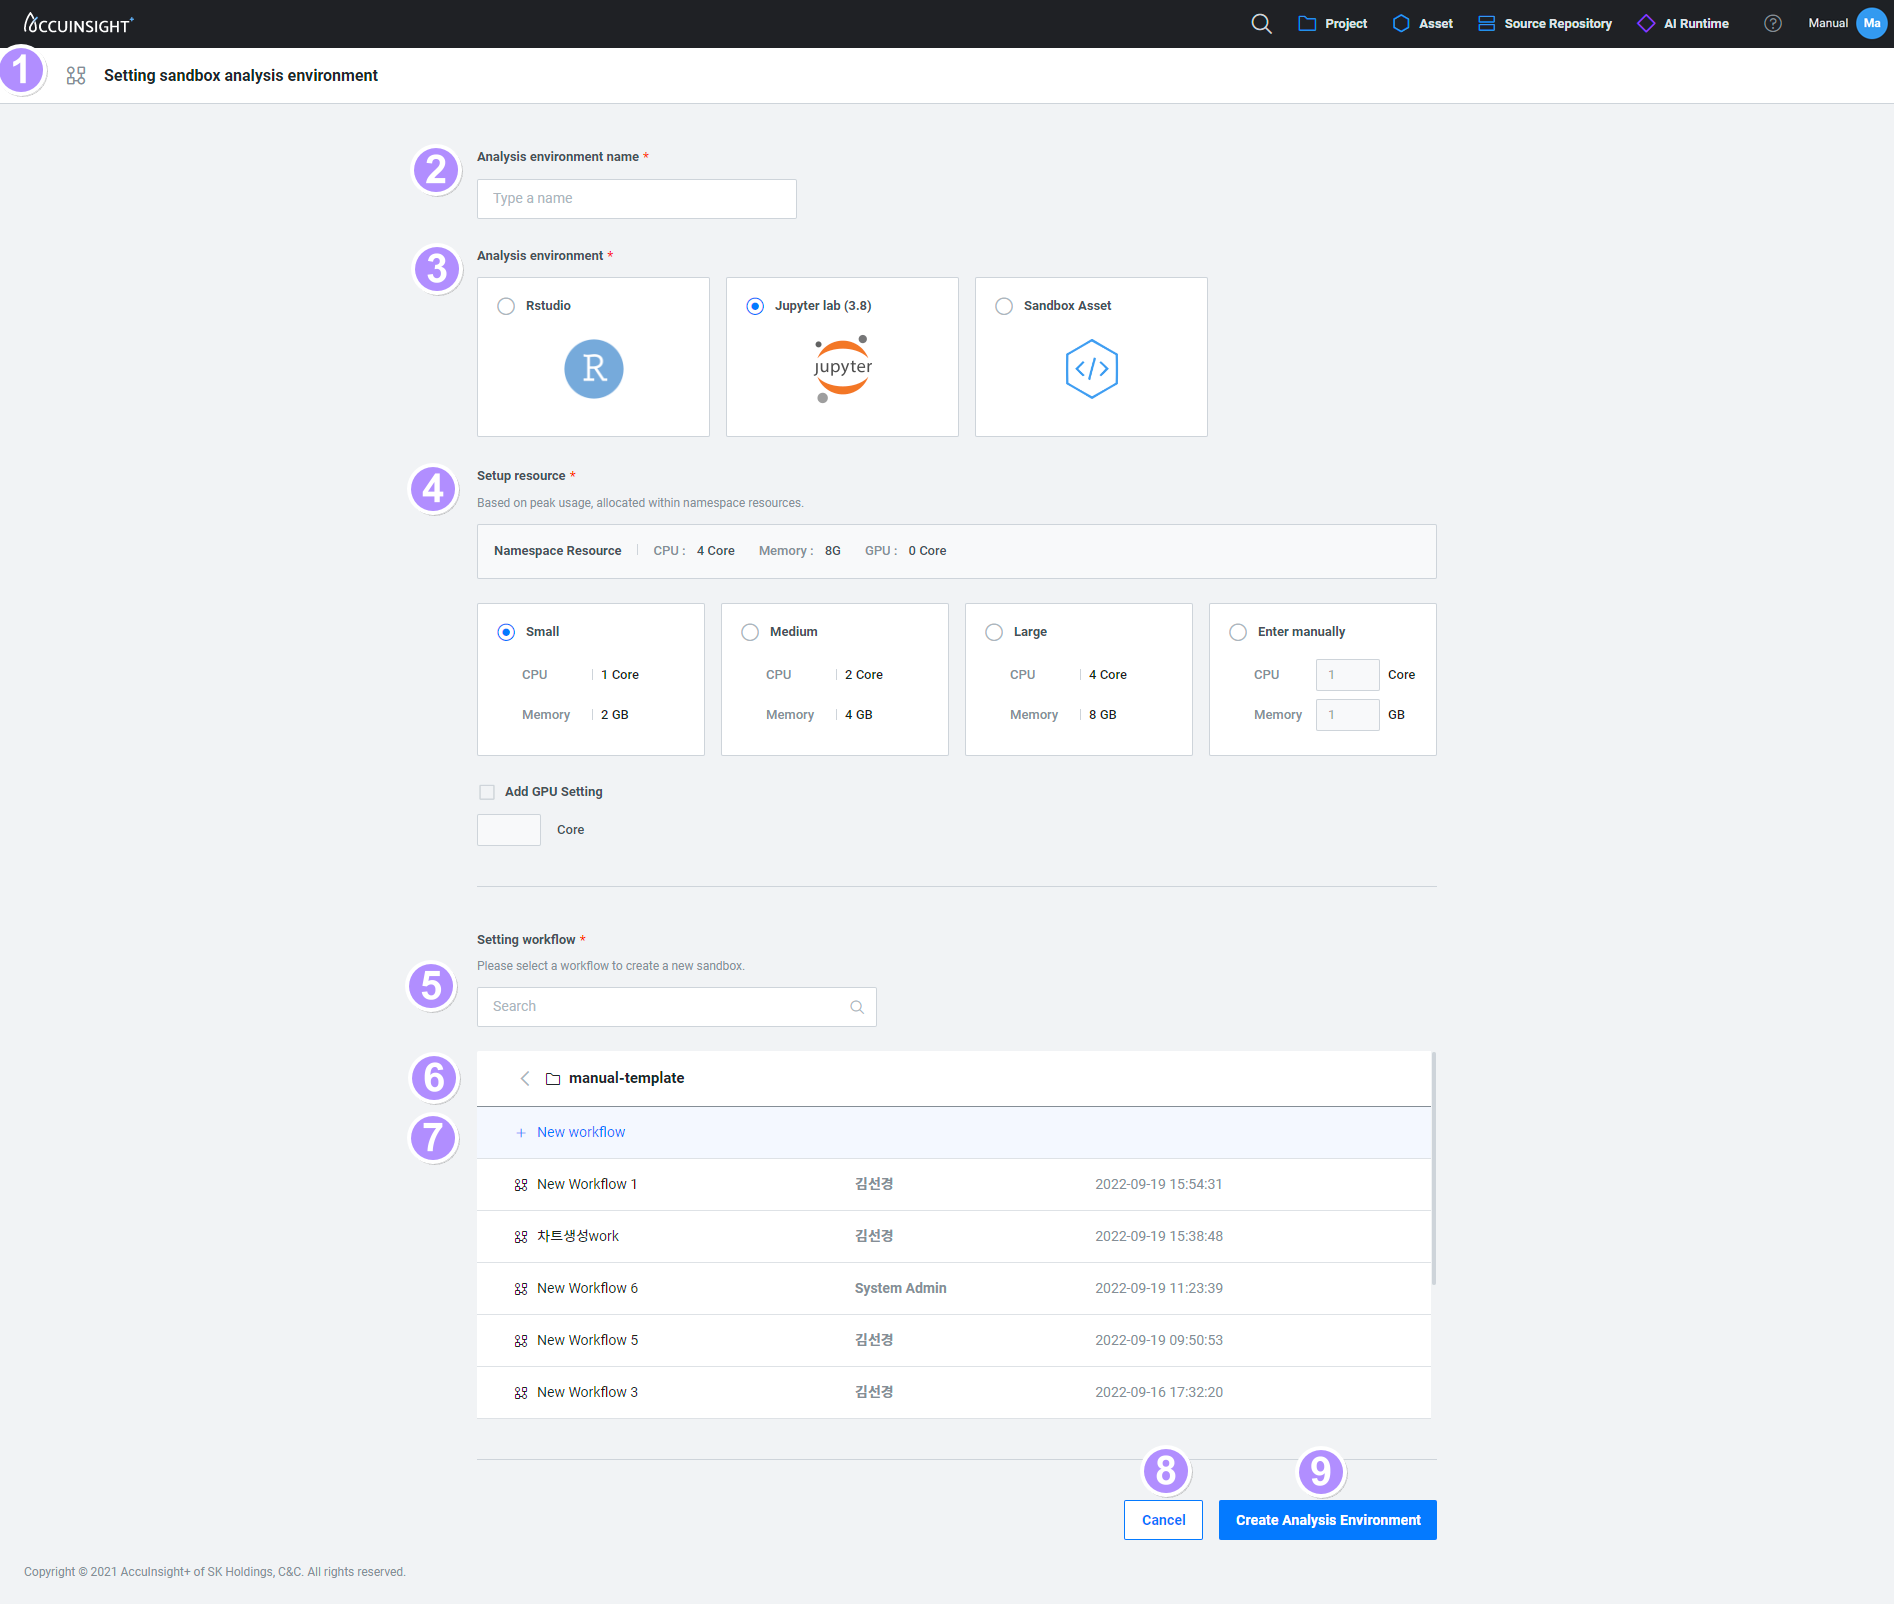 ACCUINSIGHT+
Project
Asset
Source Repository
AI Runtime
?
Manual
Ma
1
Setting sandbox analysis environment
2
Analysis environment name *
Type a name
3
Analysis environment *
Rstudio
Jupyter lab (3.8)
Sandbox Asset
R
jupyter
</>
4
Setup resource *
Based on peak usage, allocated within namespace resources.
Namespace Resource CPU : 4 Core Memory : 8G GPU : 0 Core
Small
CPU 1 Core
Memory 2 GB
Medium
CPU 2 Core
Memory 4 GB
Large
CPU 4 Core
Memory 8 GB
Enter manually
CPU 1 Core
Memory 1 GB
Add GPU Setting
Core
Setting workflow *
Please select a workflow to create a new sandbox.
5
Search
6
manual-template
7
+ New workflow
New Workflow 1 김선경 2022-09-19 15:54:31
차트생성work 김선경 2022-09-19 15:38:48
New Workflow 6 System Admin 2022-09-19 11:23:39
New Workflow 5 김선경 2022-09-19 09:50:53
New Workflow 3 김선경 2022-09-16 17:32:20
8
9
Cancel
Create Analysis Environment
Copyright © 2021 AccuInsight+ of SK Holdings, C&C. All rights reserved.